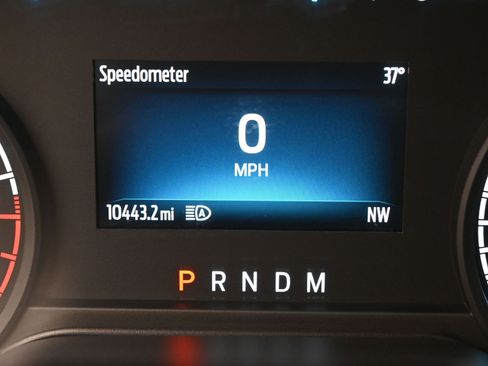 Speedometer 37°
0
MPH
10443.2 mi A NW
P R N D M